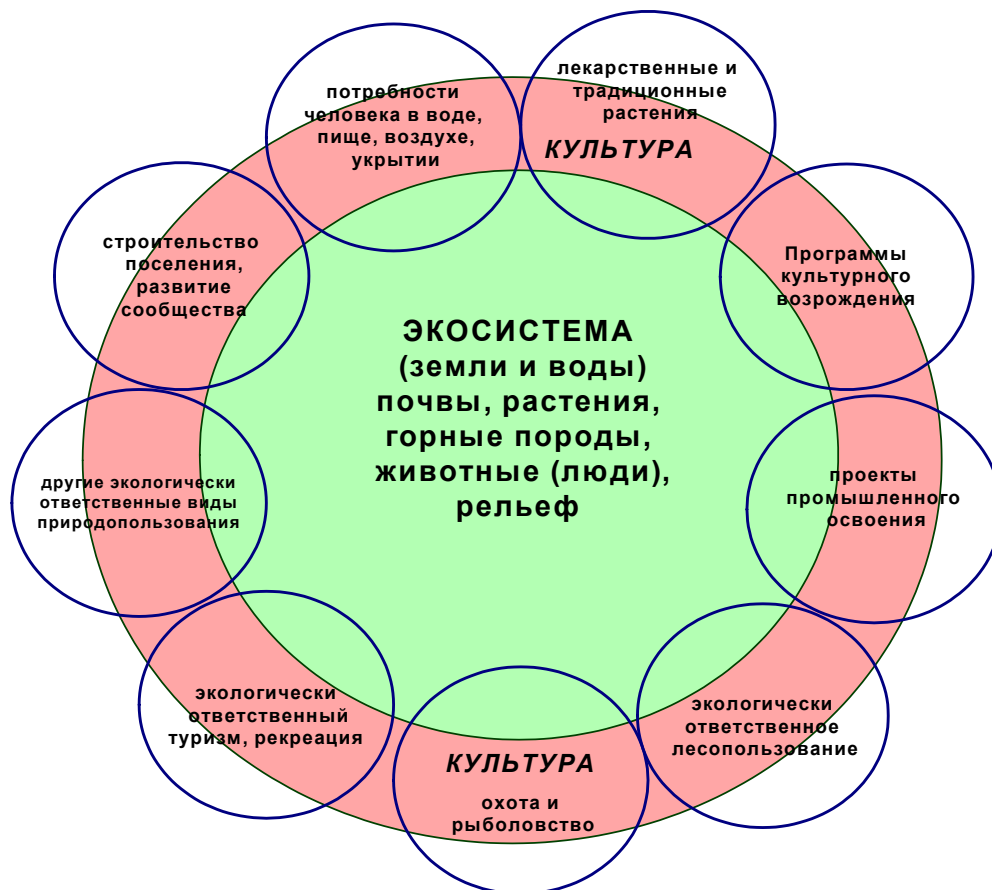 потребности
человека в воде,
пище, воздухе,
укрытии
лекарственные и
традиционные
растения
КУЛЬТУРА
Программы
культурного
возрождения
строительство
поселения,
развитие
сообщества
ЭКОСИСТЕМА
(земли и воды)
почвы, растения,
горные породы,
животные (люди),
рельеф
другие экологически
ответственные виды
природопользования
проекты
промышленного
освоения
экологически
ответственный
туризм, рекреация
КУЛЬТУРА
охота и
рыболовство
экологически
ответственное
лесопользование